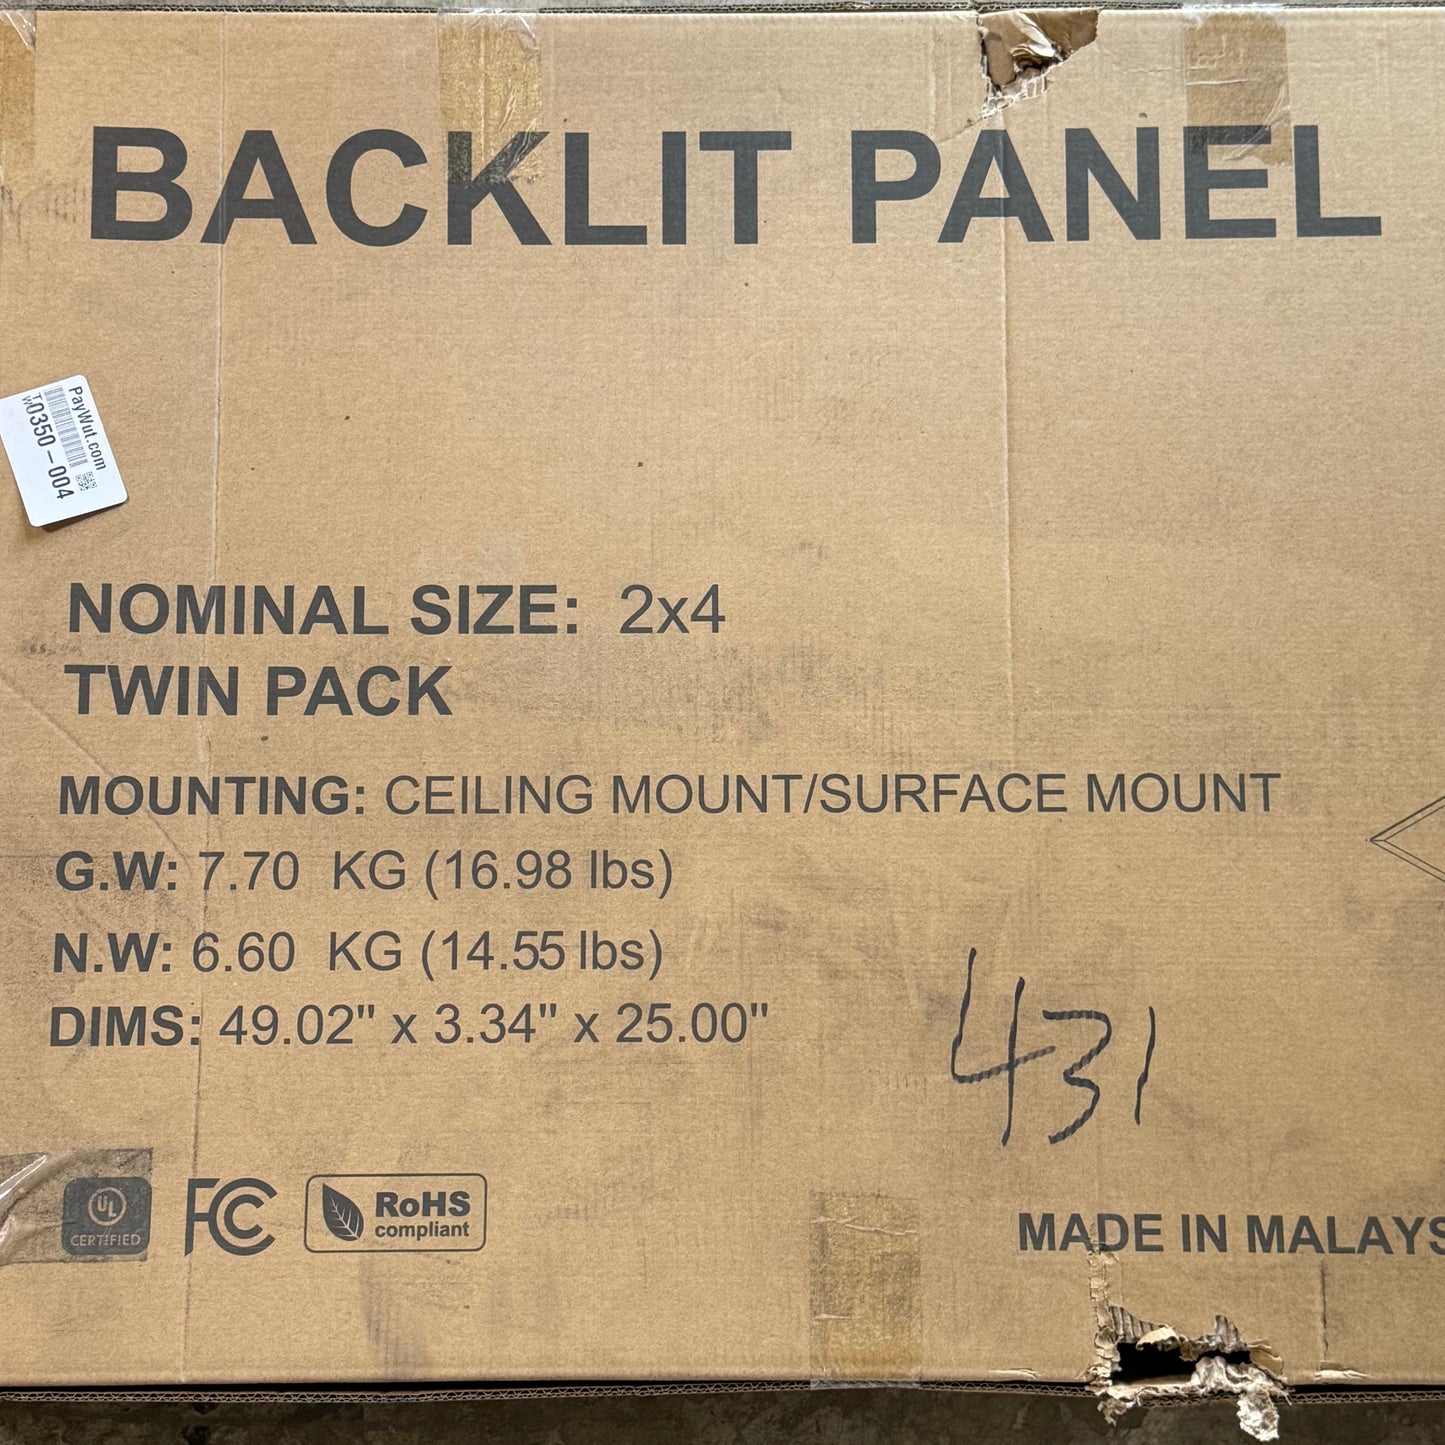 BACKLIT PANEL
PayWut.com
TW0350-004
NOMINAL SIZE: 2x4
TWIN PACK
MOUNTING: CEILING MOUNT/SURFACE MOUNT
G.W: 7.70 KG (16.98 lbs)
N.W: 6.60 KG (14.55 lbs)
DIMS: 49.02" x 3.34" x 25.00"
431
UL
CERTIFIED
FC
RoHS
compliant
MADE IN MALAYS